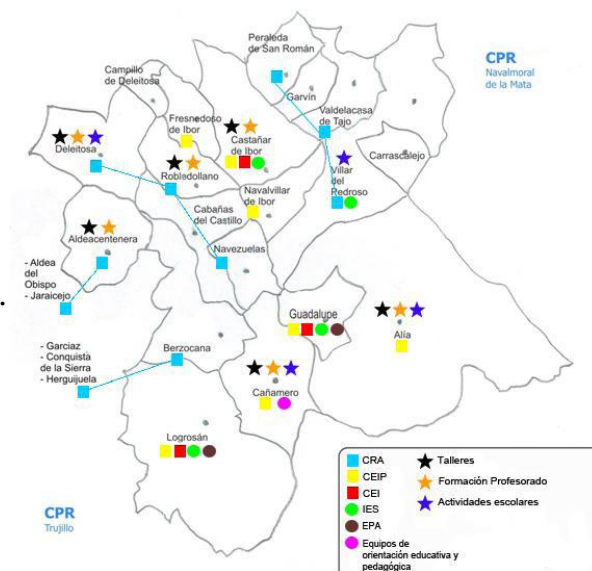 Peraleda
de San Román
CPR
Navalmoral
de la Mata
Campillo
de Deleitosa
Garvín
Valdelacasa
de Tajo
Fresnedoso
de Ibor
Castañar
de Ibor
Deleitosa
Carrascalejo
Robledollano
Villar
del
Pedroso
Navalvillar
de Ibor
Cabañas
del Castillo
Aldeacentenera
Navezuelas
- Aldea
del
Obispo
- Jaraicejo
Guadalupe
Alía
- Garciaz
- Conquista
de la Sierra
- Herguijuela
Berzocana
Cañamero
Logrosán
CPR
Trujillo
CRA
CEIP
CEI
IES
EPA
Equipos de
orientación educativa y
pedagógica
Talleres
Formación Profesorado
Actividades escolares